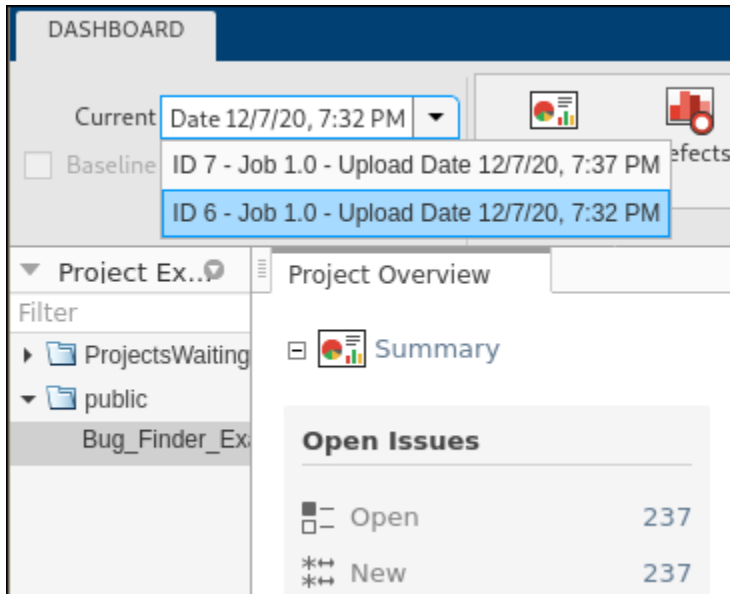 DASHBOARD
Current Date 12/7/20, 7:32 PM
Baseline ID 7 - Job 1.0 - Upload Date 12/7/20, 7:37 PM
ID 6 - Job 1.0 - Upload Date 12/7/20, 7:32 PM
efects
Project Ex...
Filter
ProjectsWaiting
public
Bug_Finder_Exa
Project Overview
Summary
Open Issues
Open 237
New 237